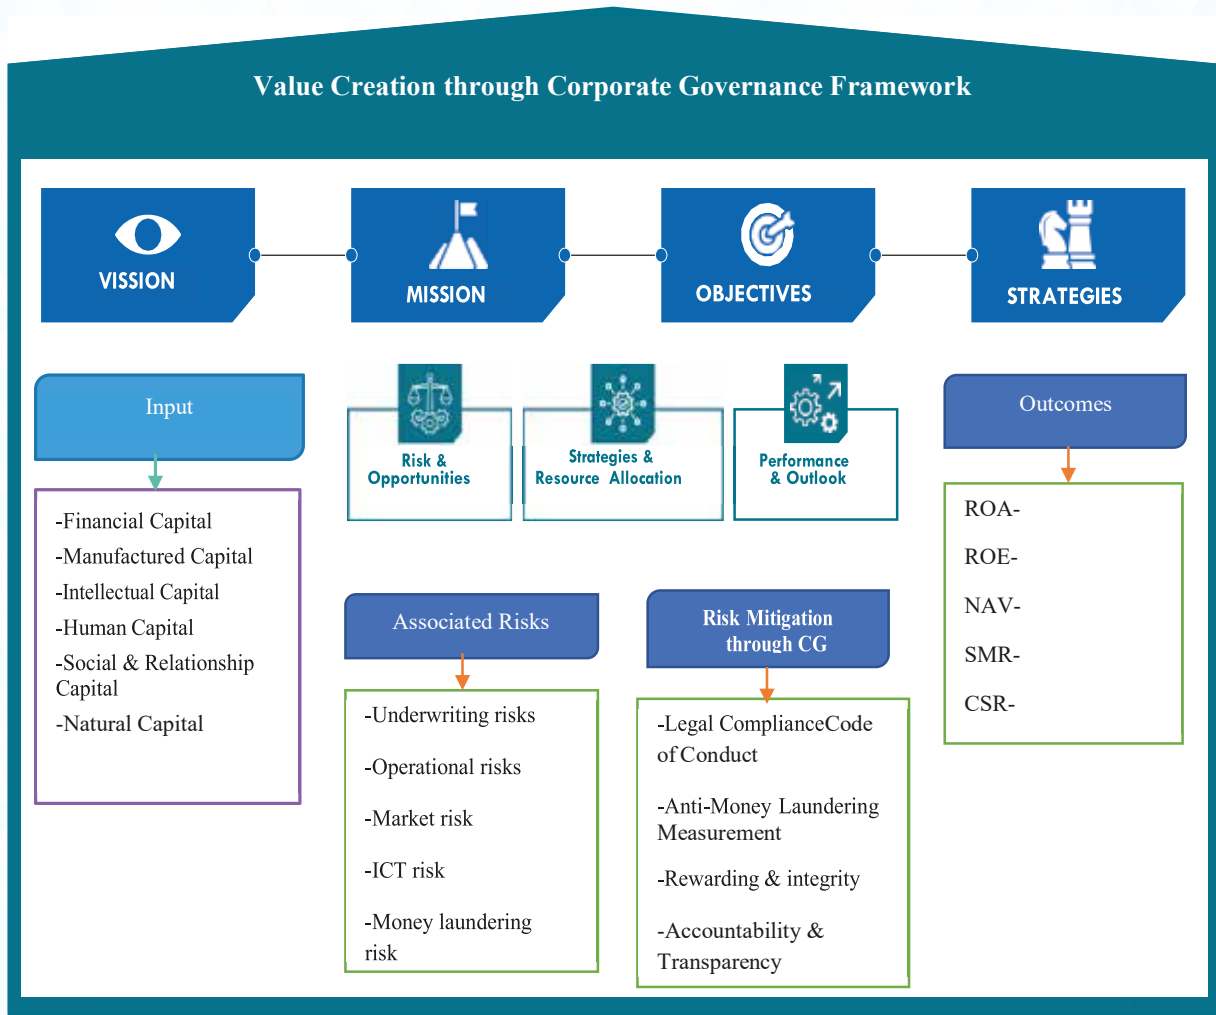 Value Creation through Corporate Governance Framework
VISSION
MISSION
OBJECTIVES
STRATEGIES
Input
-Financial Capital
-Manufactured Capital
-Intellectual Capital
-Human Capital
-Social & Relationship
Capital
-Natural Capital
Risk &
Opportunities
Strategies &
Resource Allocation
Performance
& Outlook
Associated Risks
-Underwriting risks
-Operational risks
-Market risk
-ICT risk
-Money laundering
risk
Risk Mitigation
through CG
-Legal ComplianceCode
of Conduct
-Anti-Money Laundering
Measurement
-Rewarding & integrity
-Accountability &
Transparency
Outcomes
ROA-
ROE-
NAV-
SMR-
CSR-